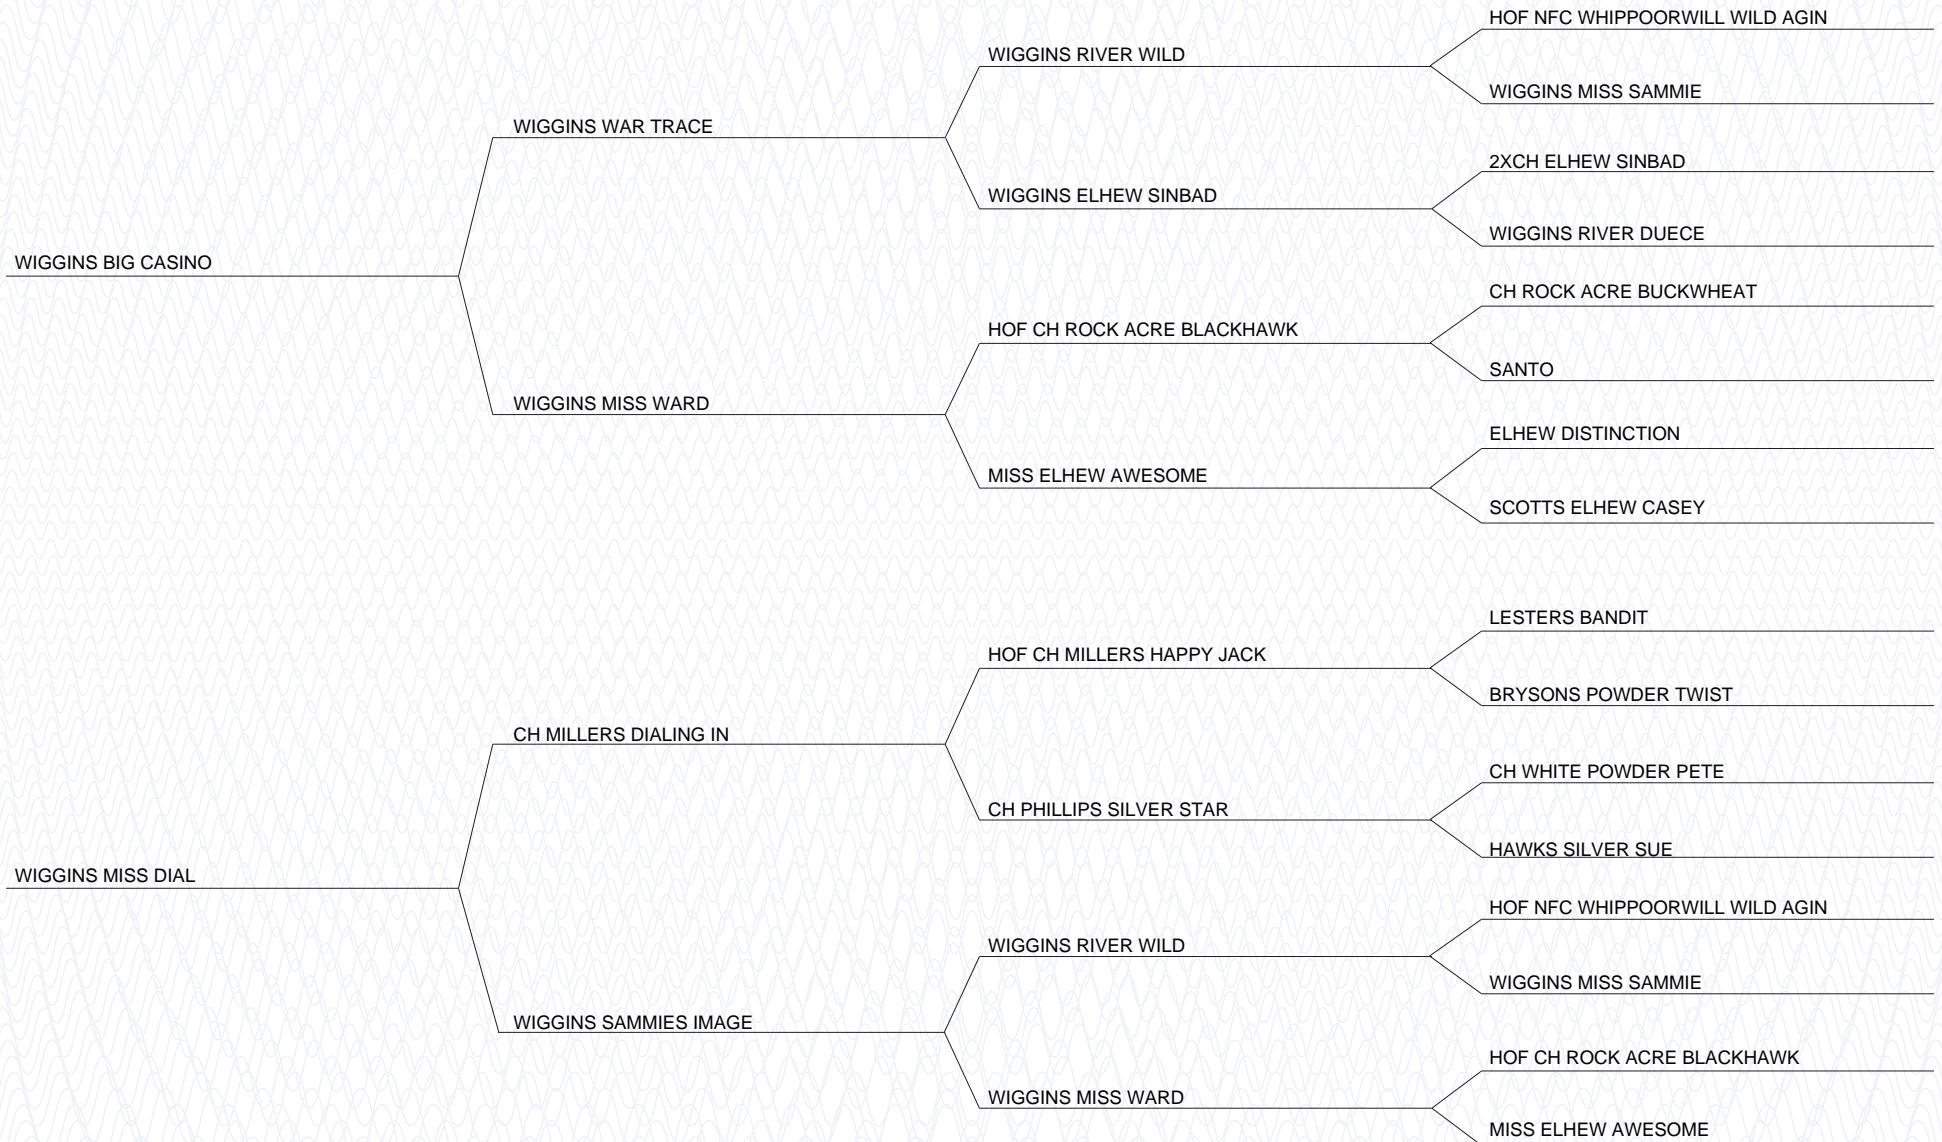 HOF NFC WHIPPOORWILL WILD AGIN
WIGGINS RIVER WILD
WIGGINS MISS SAMMIE
WIGGINS WAR TRACE
2XCH ELHEW SINBAD
WIGGINS ELHEW SINBAD
WIGGINS RIVER DUECE
WIGGINS BIG CASINO
CH ROCK ACRE BUCKWHEAT
HOF CH ROCK ACRE BLACKHAWK
SANTO
WIGGINS MISS WARD
ELHEW DISTINCTION
MISS ELHEW AWESOME
SCOTTS ELHEW CASEY
LESTERS BANDIT
HOF CH MILLERS HAPPY JACK
BRYSONS POWDER TWIST
CH MILLERS DIALING IN
CH WHITE POWDER PETE
CH PHILLIPS SILVER STAR
HAWKS SILVER SUE
WIGGINS MISS DIAL
HOF NFC WHIPPOORWILL WILD AGIN
WIGGINS RIVER WILD
WIGGINS MISS SAMMIE
WIGGINS SAMMIES IMAGE
HOF CH ROCK ACRE BLACKHAWK
WIGGINS MISS WARD
MISS ELHEW AWESOME